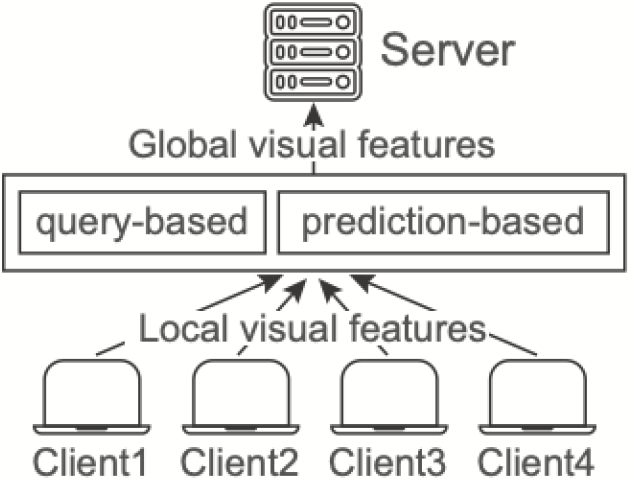 Server
Global visual features
query-based prediction-based
Local visual features
Client1 Client2 Client3 Client4